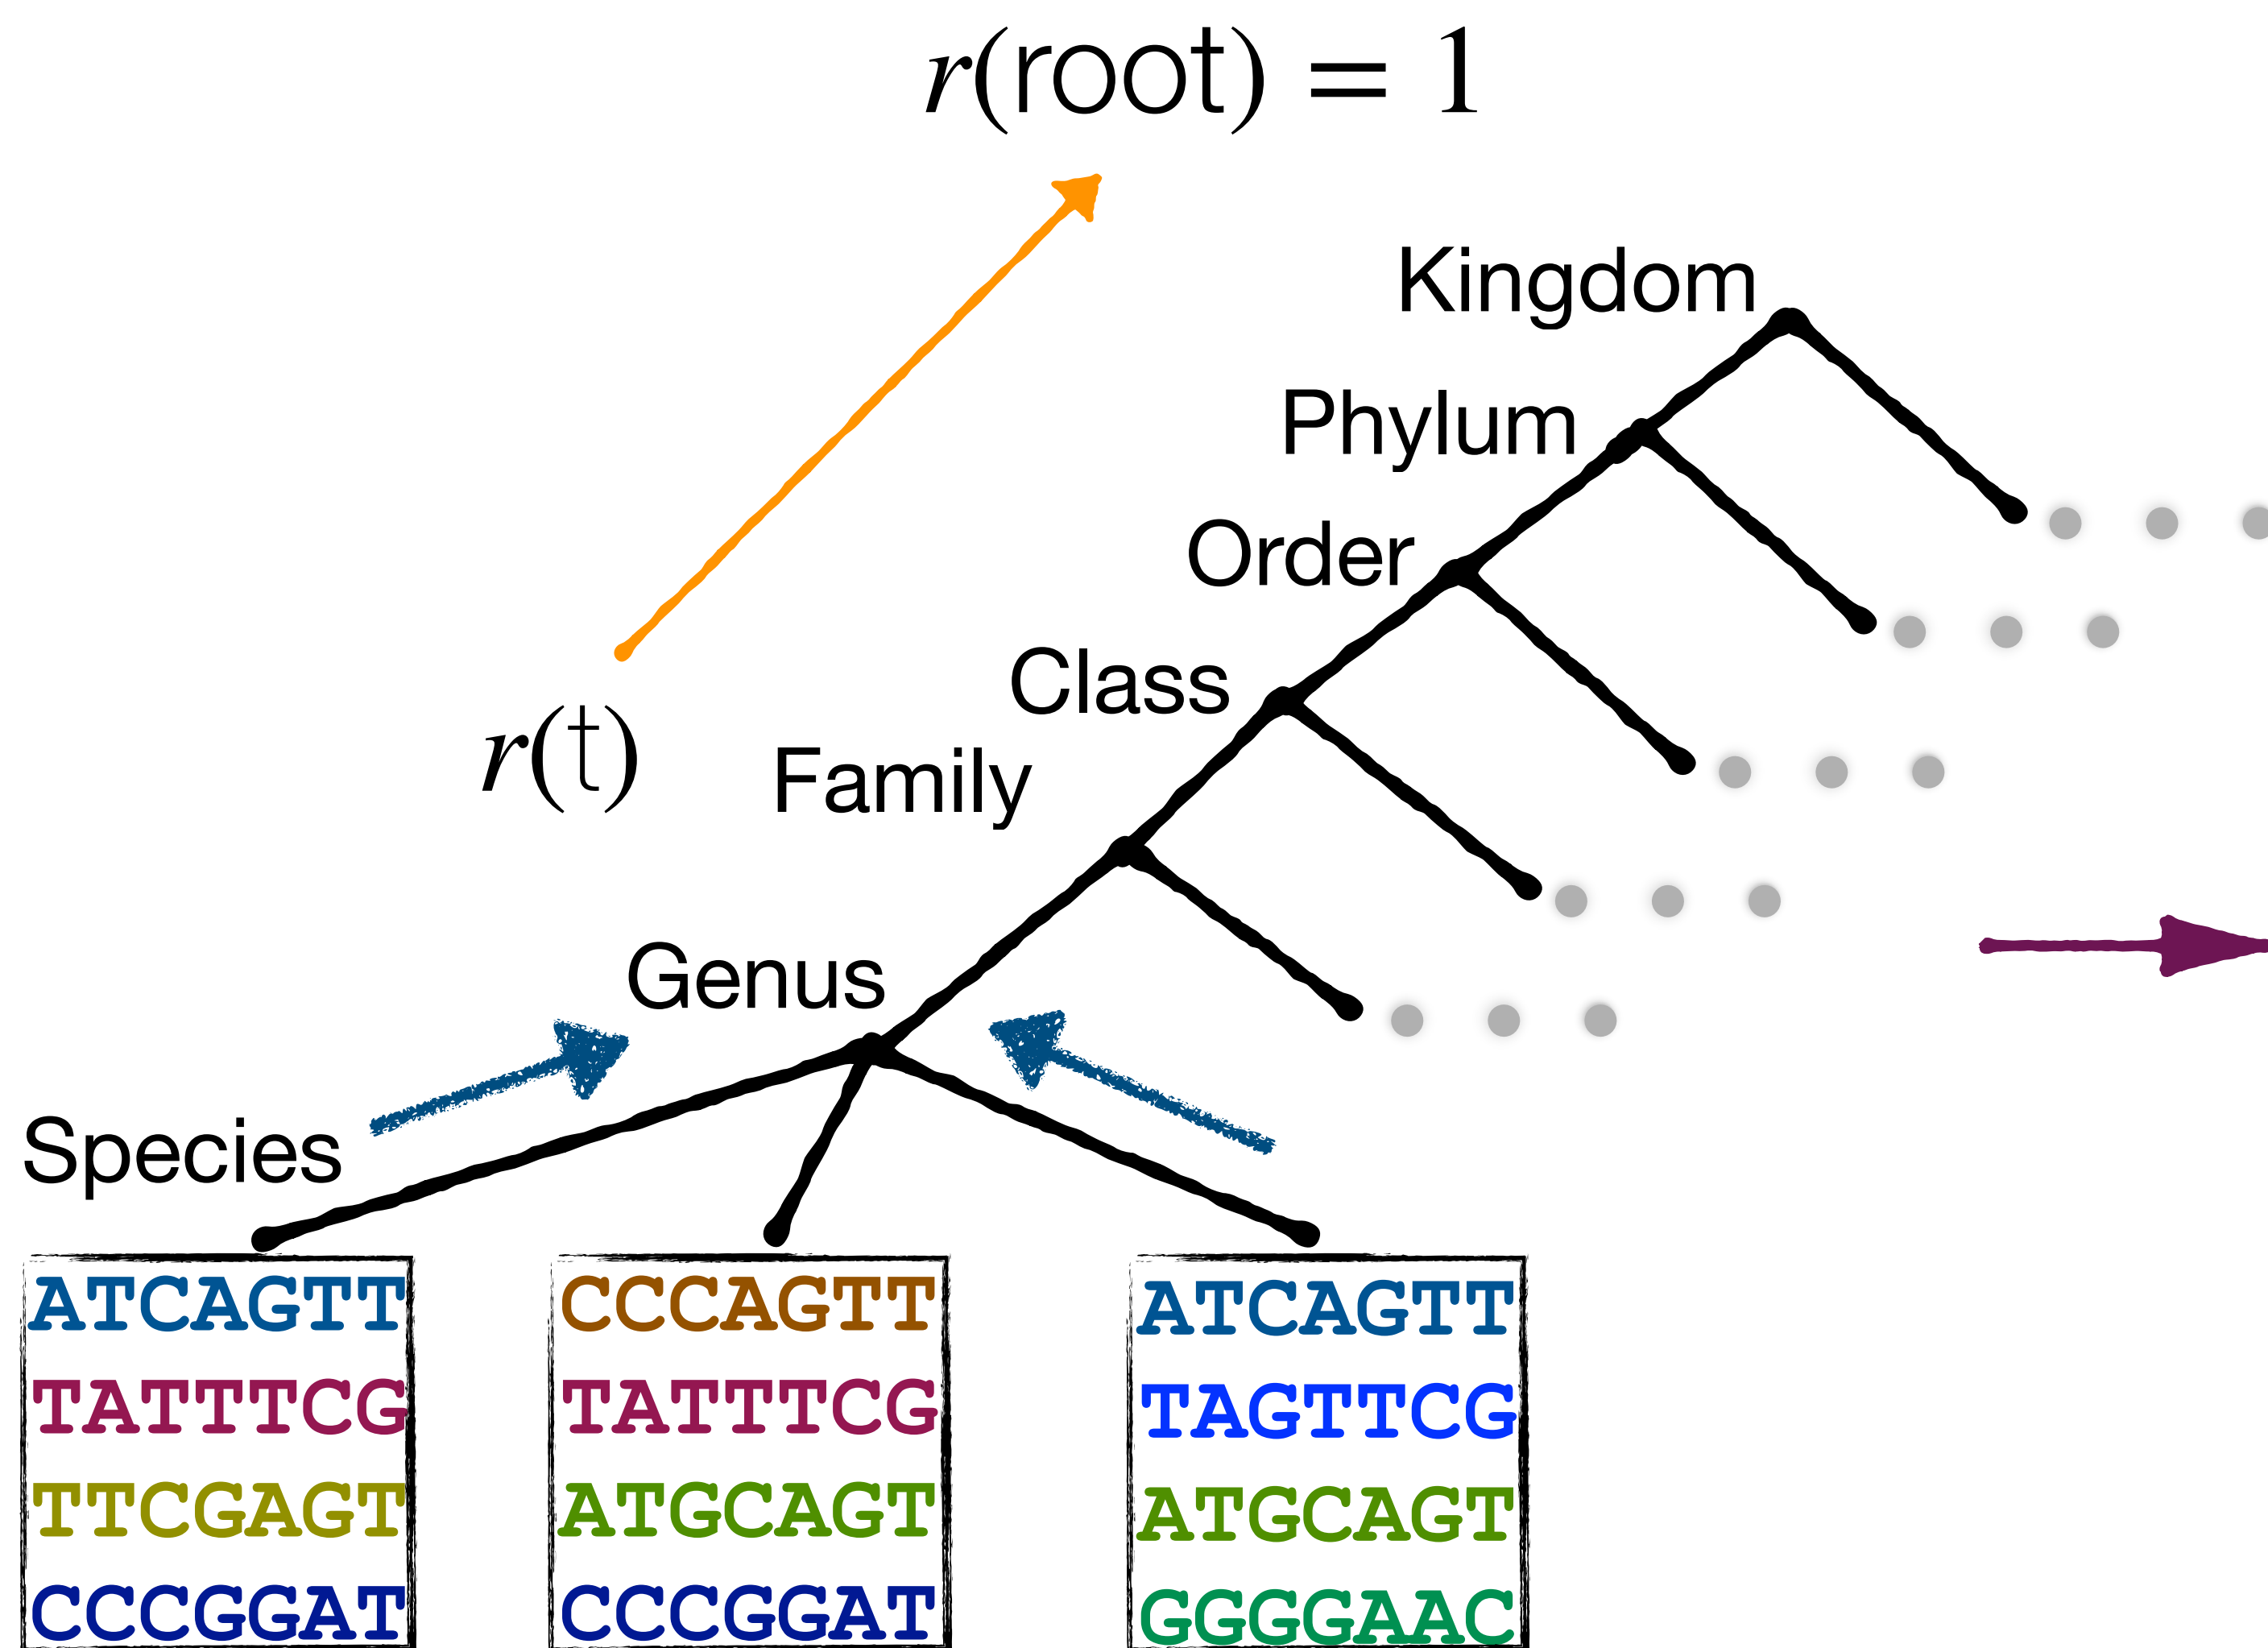 r(root) = 1
Kingdom
Phylum
Order
Class
r(t)
Family
Genus
Species
ATCAGTT CCCAGTT ATCAGTT
TATTTCG TATTTCG TAGTTCG
TTCGAGT ATGCAGT ATGCAGT
CCCGGAT CCCGGAT GGGGAAC